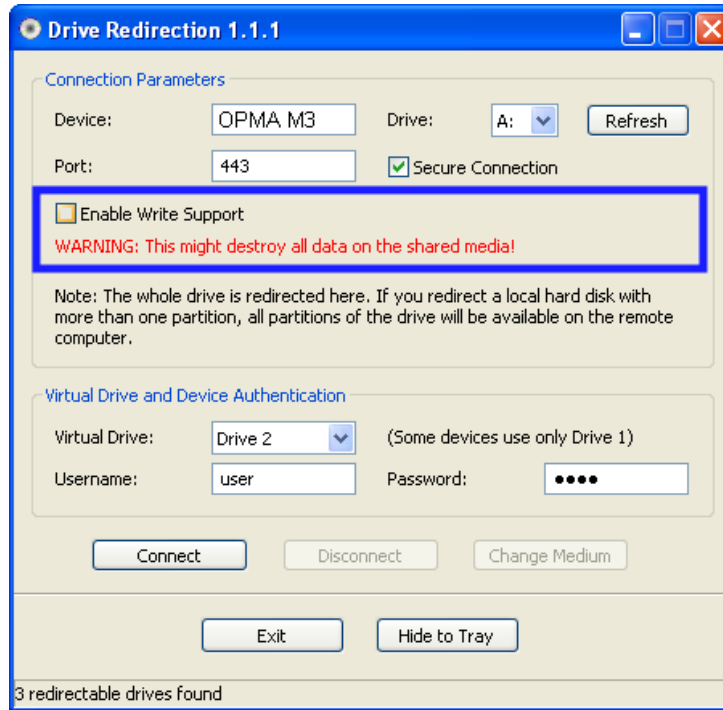 Drive Redirection 1.1.1
Connection Parameters
Device: OPMA M3 Drive: A: Refresh
Port: 443 Secure Connection
Enable Write Support
WARNING: This might destroy all data on the shared media!
Note: The whole drive is redirected here. If you redirect a local hard disk with
more than one partition, all partitions of the drive will be available on the remote
computer.
Virtual Drive and Device Authentication
Virtual Drive: Drive 2 (Some devices use only Drive 1)
Username: user Password: ●●●●
Connect Disconnect Change Medium
Exit Hide to Tray
3 redirectable drives found